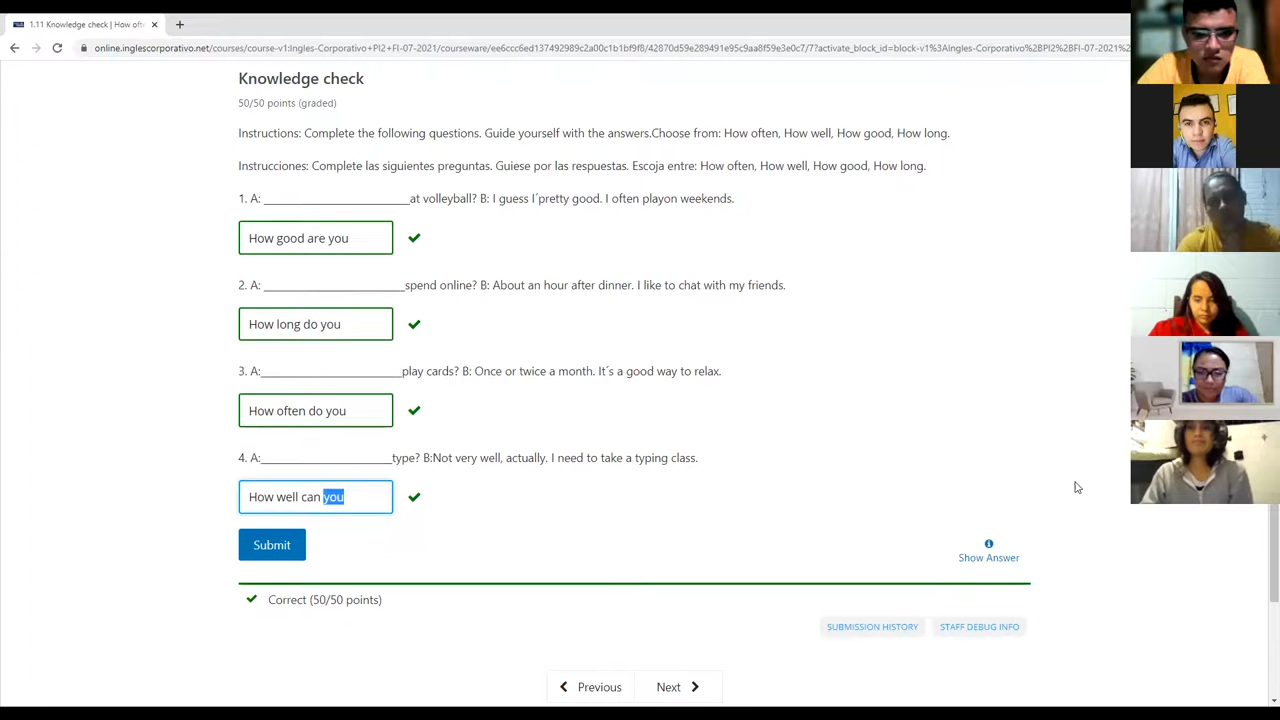 1.11 Knowledge check | How oft
online.inglescorporativo.net/courses/course-v1:Ingles-Corporativo+PI2+FI-07-2021/courseware/ee6ccc6ed137492989c2a00c1b1bf9f8/42870d59e289491e95c9aa8f59e3e0c7/7?activate_block_id=block-v1%3AIngles-Corporativo%2BPI2%2BFI-07-2021%
Knowledge check
50/50 points (graded)
Instructions: Complete the following questions. Guide yourself with the answers.Choose from: How often, How well, How good, How long.
Instrucciones: Complete las siguientes preguntas. Guiese por las respuestas. Escoja entre: How often, How well, How good, How long.
1. A: ________________________at volleyball? B: I guess I´pretty good. I often playon weekends.
How good are you
2. A: _______________________spend online? B: About an hour after dinner. I like to chat with my friends.
How long do you
3. A:_______________________play cards? B: Once or twice a month. It´s a good way to relax.
How often do you
4. A:_____________________type? B:Not very well, actually. I need to take a typing class.
How well can you
Submit
Show Answer
Correct (50/50 points)
SUBMISSION HISTORY
STAFF DEBUG INFO
Previous
Next